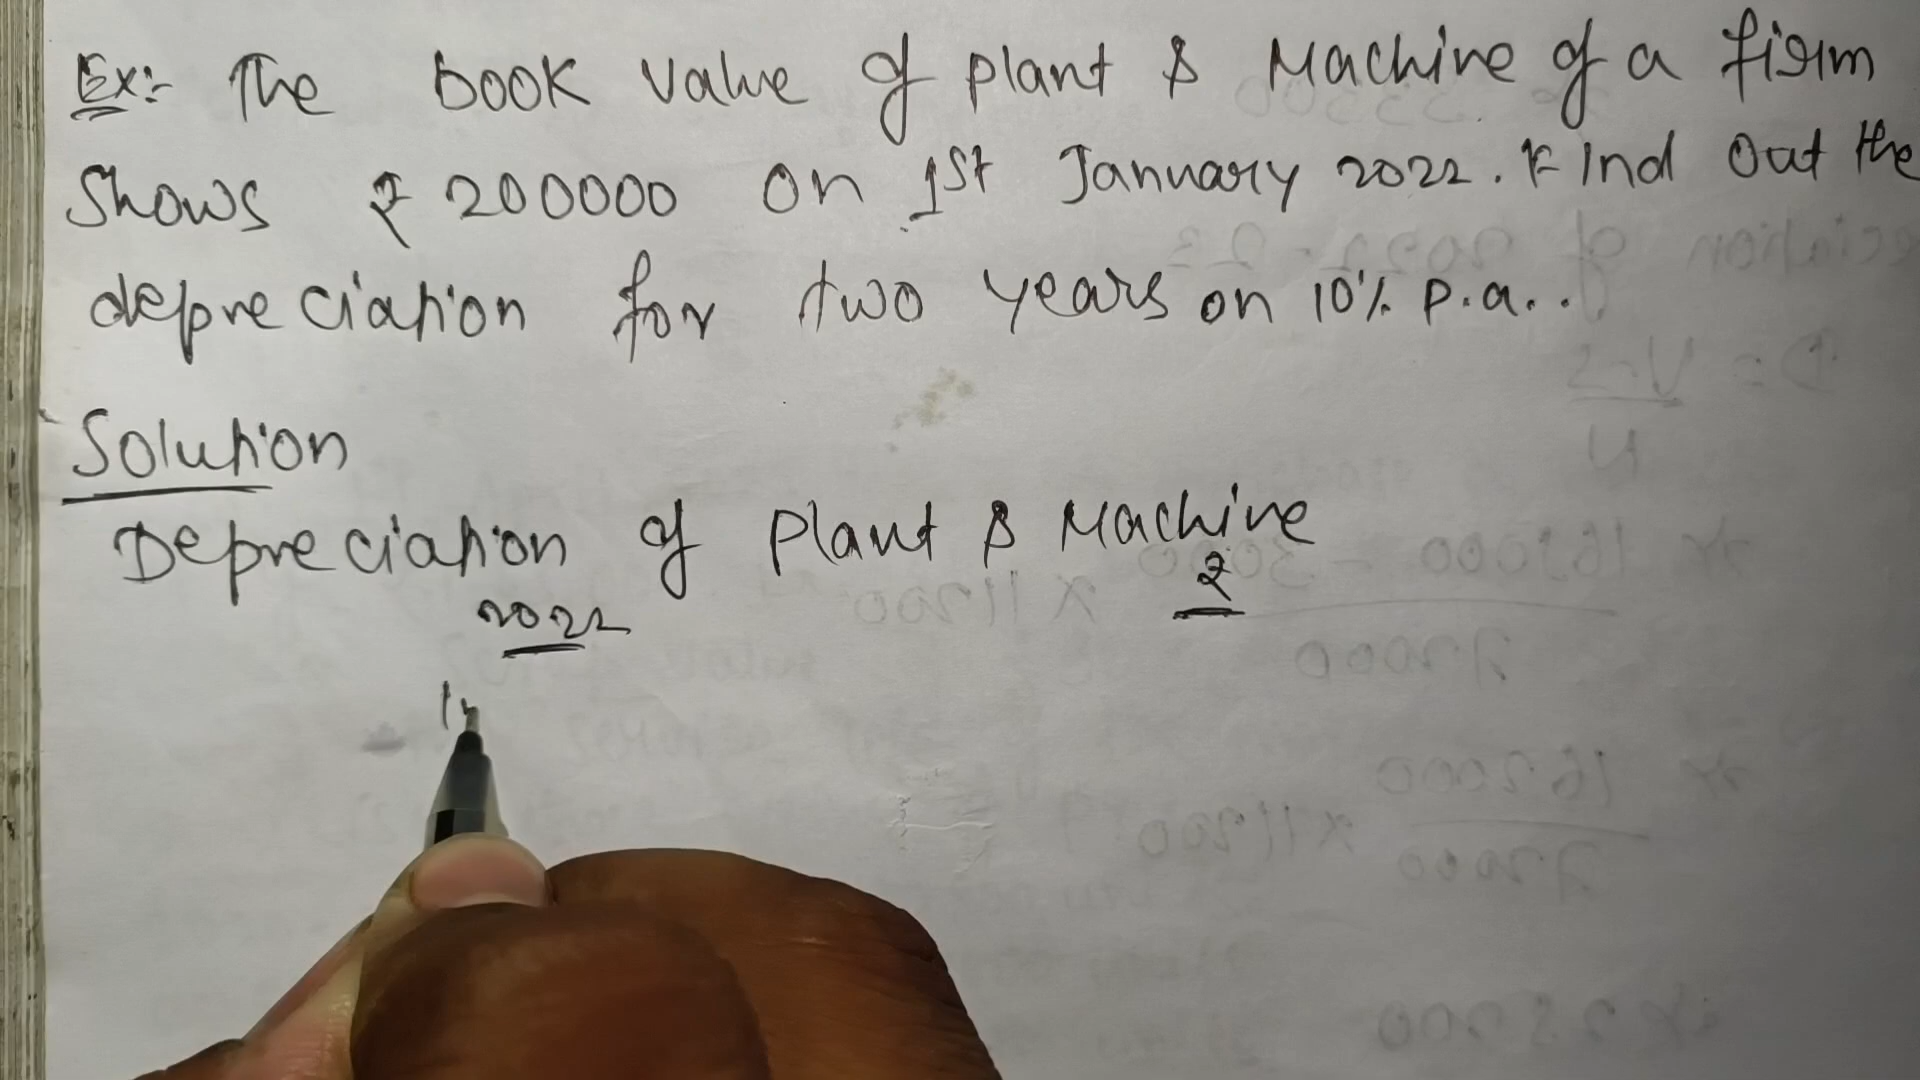 Ex:- The book value of plant & Machine of a firm
Shows ₹ 200000 on 1st January 2022. Find out the
depreciation for two years on 10% p.a..
Solution
Depreciation of plant & Machine
₹
2022